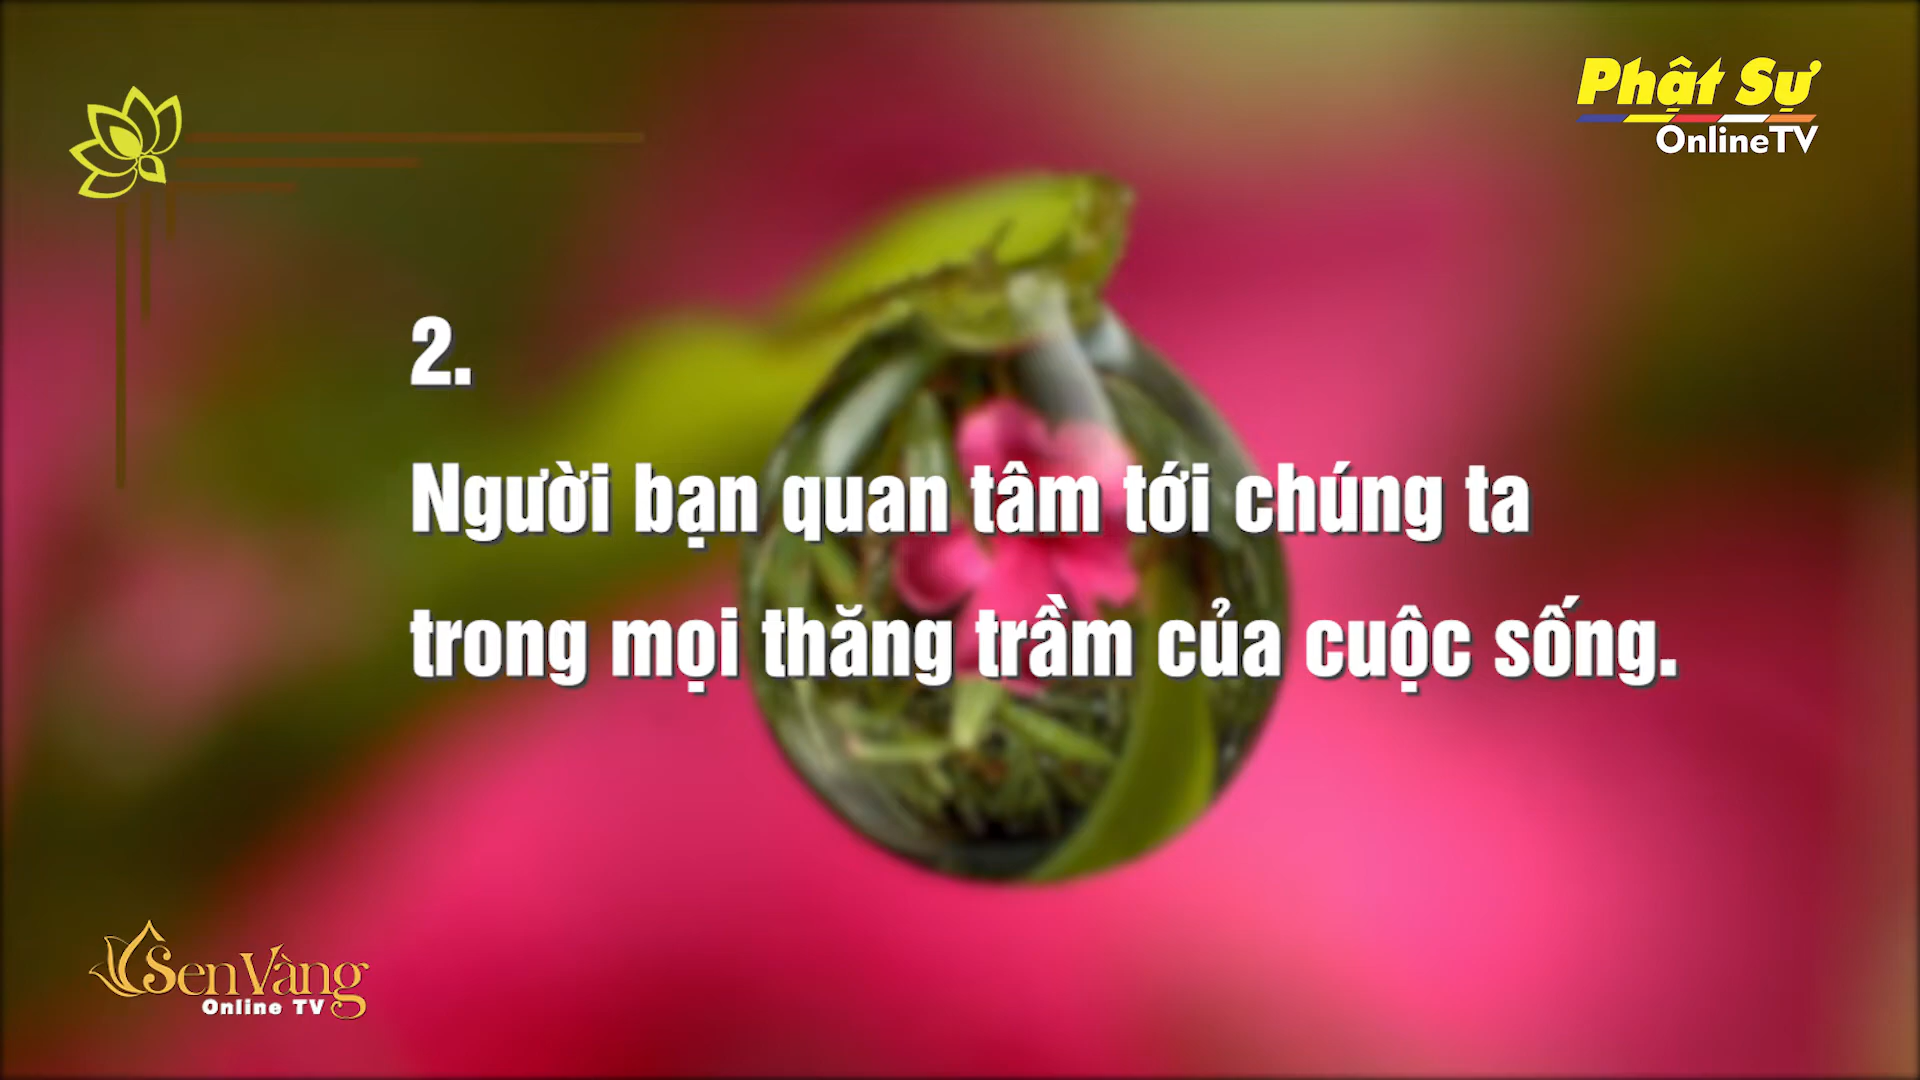 Phật Sự
OnlineTV
2.
Người bạn quan tâm tới chúng ta
trong mọi thăng trầm của cuộc sống.
Sen Vàng
Online TV